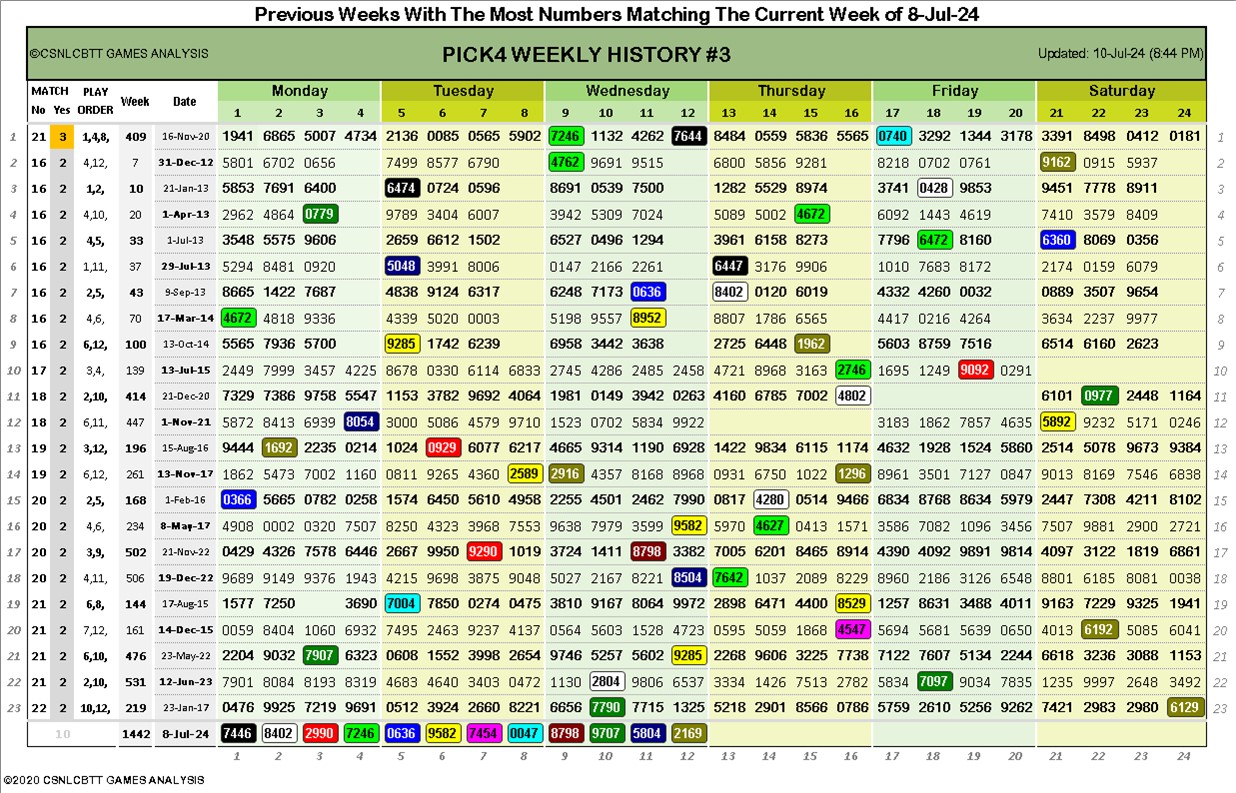 Previous Weeks With The Most Numbers Matching The Current Week of 8-Jul-24
©CSNLCBTT GAMES ANALYSIS PICK4 WEEKLY HISTORY #3 Updated: 10-Jul-24 (8:44 PM)
MATCH PLAY Week Date Monday Tuesday Wednesday Thursday Friday Saturday
No Yes ORDER 1 2 3 4 5 6 7 8 9 10 11 12 13 14 15 16 17 18 19 20 21 22 23 24
1 21 3 1,4,8, 409 16-Nov-20 1941 6865 5007 4734 2136 0085 0565 5902 7246 1132 4262 7644 8484 0559 5836 5565 0740 3292 1344 3178 3391 8498 0412 0181 1
2 16 2 4,12, 7 31-Dec-12 5801 6702 0656 7499 8577 6790 4762 9691 9515 6800 5856 9281 8218 0702 0761 9162 0915 5937 2
3 16 2 1,2, 10 21-Jan-13 5853 7691 6400 6474 0724 0596 8691 0539 7500 1282 5529 8974 3741 0428 9853 9451 7778 8911 3
4 16 2 4,10, 20 1-Apr-13 2962 4864 0779 9789 3404 6007 3942 5309 7024 5089 5002 4672 6092 1443 4619 7410 3579 8409 4
5 16 2 4,5, 33 1-Jul-13 3548 5575 9606 2659 6612 1502 6527 0496 1294 3961 6158 8273 7796 6472 8160 6360 8069 0356 5
6 16 2 1,11, 37 29-Jul-13 5294 8481 0920 5048 3991 8006 0147 2166 2261 6447 3176 9906 1010 7683 8172 2174 0159 6079 6
7 16 2 2,5, 43 9-Sep-13 8665 1422 7687 4838 9124 6317 6248 7173 0636 8402 0120 6019 4332 4260 0032 0889 3507 9654 7
8 16 2 4,6, 70 17-Mar-14 4672 4818 9336 4339 5020 0003 5198 9557 8952 8807 1786 6565 4417 0216 4264 3634 2237 9977 8
9 16 2 6,12, 100 13-Oct-14 5565 7936 5700 9285 1742 6239 6958 3442 3638 2725 6448 1962 5603 8759 7516 6514 6160 2623 9
10 17 2 3,4, 139 13-Jul-15 2449 7999 3457 4225 8678 0330 6114 6833 2745 4286 2485 2458 4721 8968 3163 2746 1695 1249 9092 0291 10
11 18 2 2,10, 414 21-Dec-20 7329 7386 9758 5547 1153 3782 9692 4064 1981 0149 3942 0263 4160 6785 7002 4802 6101 0977 2448 1164 11
12 18 2 6,11, 447 1-Nov-21 5872 8413 6939 8054 3000 5086 4579 9710 1523 0702 5834 9922 3183 1862 7857 4635 5892 9232 5171 0246 12
13 19 2 3,12, 196 15-Aug-16 9444 1692 2235 0214 1024 0929 6077 6217 4665 9314 1190 6928 1422 9834 6115 1174 4632 1928 1524 5860 2514 5078 9673 9384 13
14 19 2 6,12, 261 13-Nov-17 1862 5473 7002 1160 0811 9265 4360 2589 2916 4357 8168 8968 0931 6750 1022 1296 8961 3501 7127 0847 9013 8169 7546 6838 14
15 20 2 2,5, 168 1-Feb-16 0366 5665 0782 0258 1574 6450 5610 4958 2255 4501 2462 7990 0817 4280 0514 9466 6834 8768 8634 5979 2447 7308 4211 8102 15
16 20 2 4,6, 234 8-May-17 4908 0002 0320 7507 8250 4323 3968 7553 9638 7979 3599 9582 5970 4627 0413 1571 3586 7082 1096 3456 7507 9881 2900 2721 16
17 20 2 3,9, 502 21-Nov-22 0429 4326 7578 6446 2667 9950 9290 1019 3724 1411 8798 3382 7005 6201 8465 8914 4390 4092 9891 9814 4097 3122 1819 6861 17
18 20 2 4,11, 506 19-Dec-22 9689 9149 9376 1943 4215 9698 3875 9048 5027 2167 8221 8504 7642 1037 2089 8229 8960 2186 3126 6548 8801 6185 8081 0038 18
19 21 2 6,8, 144 17-Aug-15 1577 7250 3690 7004 7850 0274 0475 3810 9167 8064 9972 2898 6471 4400 8529 1257 8631 3488 4011 9163 7229 9325 1941 19
20 21 2 7,12, 161 14-Dec-15 0059 8404 1060 6932 7495 2463 9237 4137 0564 5603 1528 4723 0595 5059 1868 4547 5694 5681 5639 0650 4013 6192 5085 6041 20
21 21 2 6,10, 476 23-May-22 2204 9032 7907 6323 0608 1552 3998 2654 9746 5257 5602 9285 2268 9606 3225 7738 7122 7607 5134 2244 6618 3236 3088 1153 21
22 21 2 2,10, 531 12-Jun-23 7901 8084 8193 8319 4683 4640 3403 0472 1130 2804 9806 6537 3334 1426 7513 2782 5834 7097 9034 7835 1235 9997 2648 3492 22
23 22 2 10,12, 219 23-Jan-17 0476 9925 7219 9691 0512 3924 2660 8221 6656 7790 7715 1325 5218 2901 8566 0786 5759 2610 5256 9262 7421 2983 2980 6129 23
10 1442 8-Jul-24 7446 8402 2990 7246 0636 9582 7454 0047 8798 9707 5804 2169
1 2 3 4 5 6 7 8 9 10 11 12 13 14 15 16 17 18 19 20 21 22 23 24
©2020 CSNLCBTT GAMES ANALYSIS